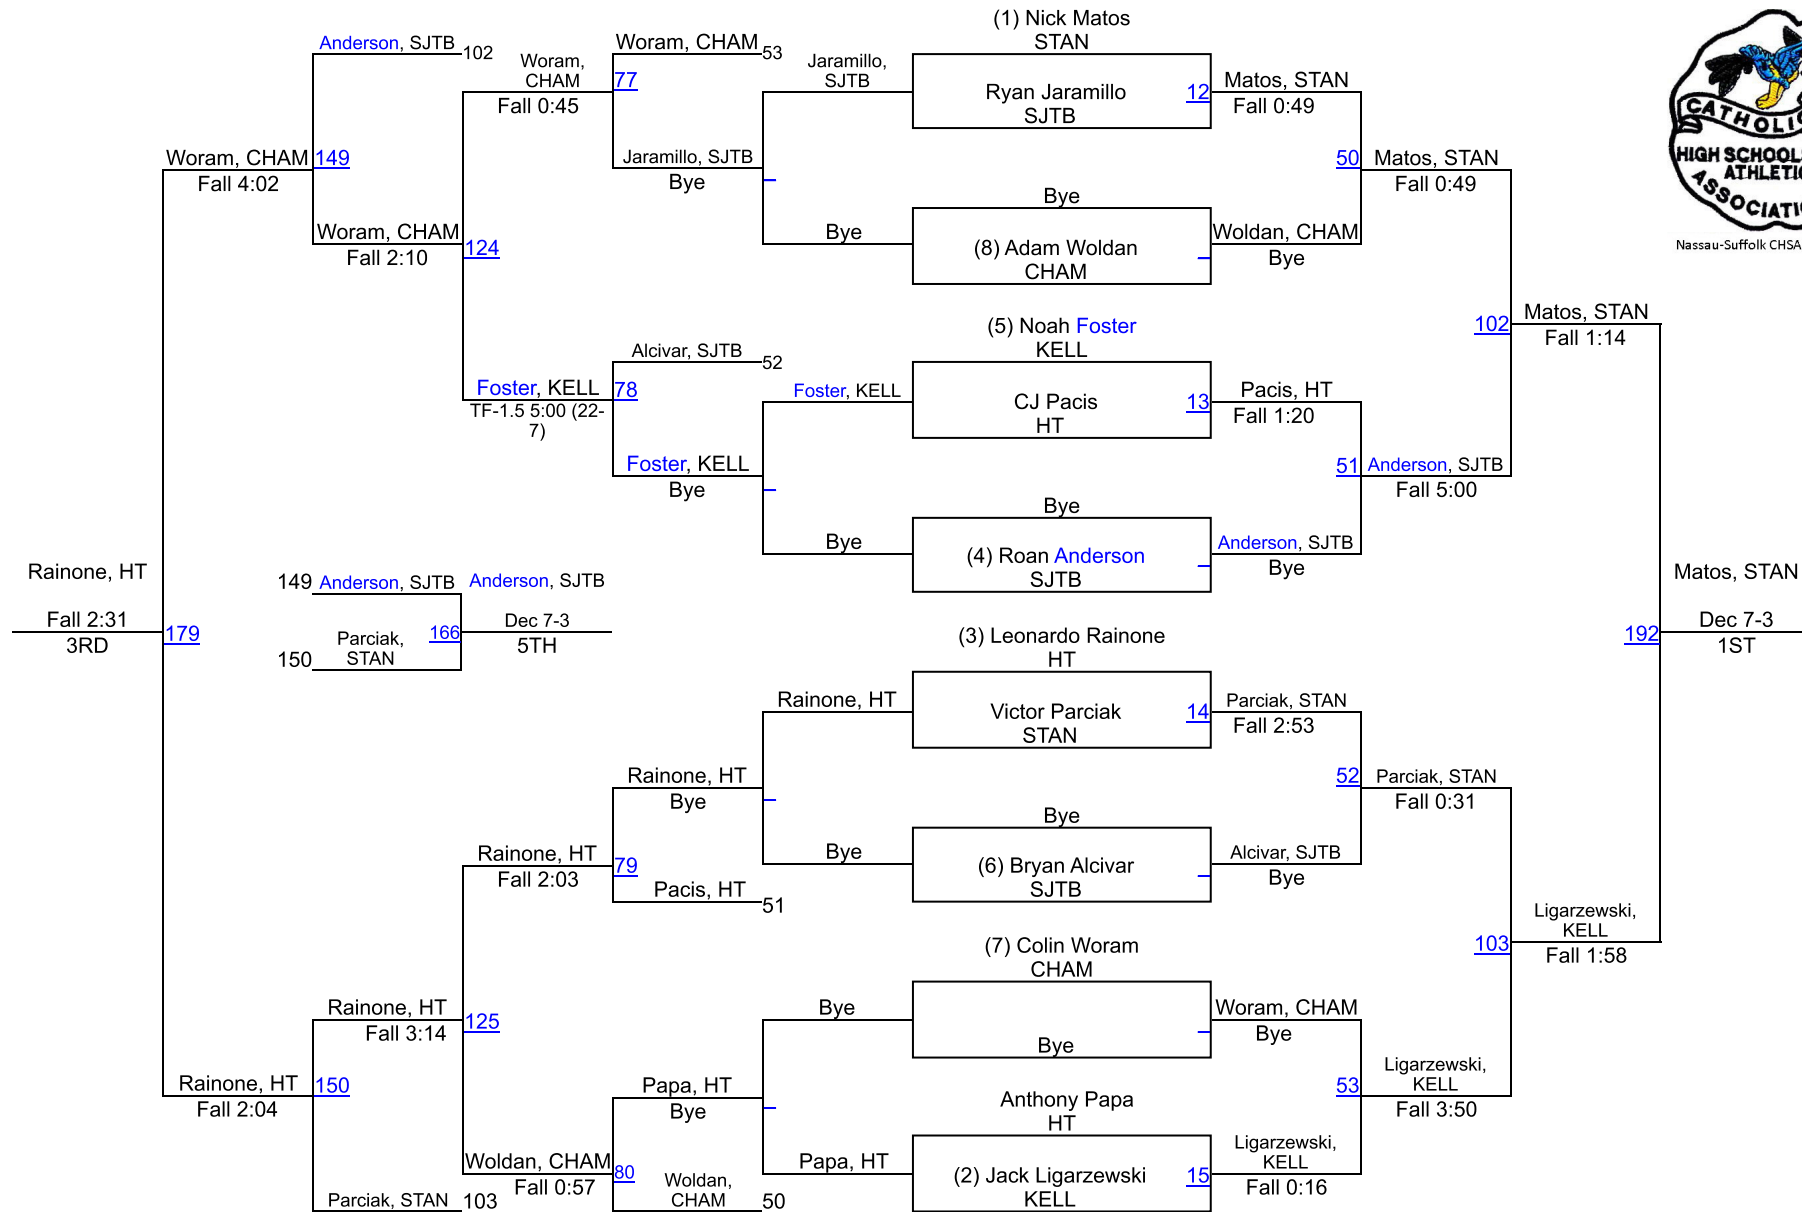 (1) Nick Matos
STAN
Ryan Jaramillo
SJTB
12
Bye
(8) Adam Woldan
CHAM
(5) Noah Foster
KELL
CJ Pacis
HT
13
Bye
(4) Roan Anderson
SJTB
(3) Leonardo Rainone
HT
Victor Parciak
STAN
14
Bye
(6) Bryan Alcivar
SJTB
(7) Colin Woram
CHAM
Bye
Anthony Papa
HT
(2) Jack Ligarzewski
KELL
15
Matos, STAN
Fall 0:49
50
Woldan, CHAM
Bye
Pacis, HT
Fall 1:20
51
Anderson, SJTB
Bye
Parciak, STAN
Fall 2:53
52
Alcivar, SJTB
Bye
Woram, CHAM
Bye
53
Ligarzewski,
KELL
Fall 0:16
Matos, STAN
Fall 0:49
102
Anderson, SJTB
Fall 5:00
Parciak, STAN
Fall 0:31
103
Ligarzewski,
KELL
Fall 3:50
Matos, STAN
Fall 1:14
192
Ligarzewski,
KELL
Fall 1:58
Matos, STAN
Dec 7-3
1ST
Jaramillo,
SJTB
Bye
Foster, KELL
Bye
Rainone, HT
Bye
Bye
Papa, HT
Woram, CHAM
53
77
Jaramillo, SJTB
Bye
Alcivar, SJTB
52
78
Foster, KELL
Bye
Rainone, HT
Bye
79
Pacis, HT
51
Papa, HT
Bye
80
Woldan,
CHAM
50
Woram,
CHAM
Fall 0:45
124
Foster, KELL
TF-1.5 5:00 (22-
7)
Rainone, HT
Fall 2:03
125
Woldan, CHAM
Fall 0:57
Anderson, SJTB
102
149
Woram, CHAM
Fall 2:10
Rainone, HT
Fall 3:14
150
Parciak, STAN
103
Woram, CHAM
Fall 4:02
179
Rainone, HT
Fall 2:04
Rainone, HT
Fall 2:31
3RD
149
Anderson, SJTB
150
Parciak,
STAN
166
Anderson, SJTB
Dec 7-3
5TH
HIGH SCHOOL
ATHLETI
ASSOCIATI
Nassau-Suffolk CHSA